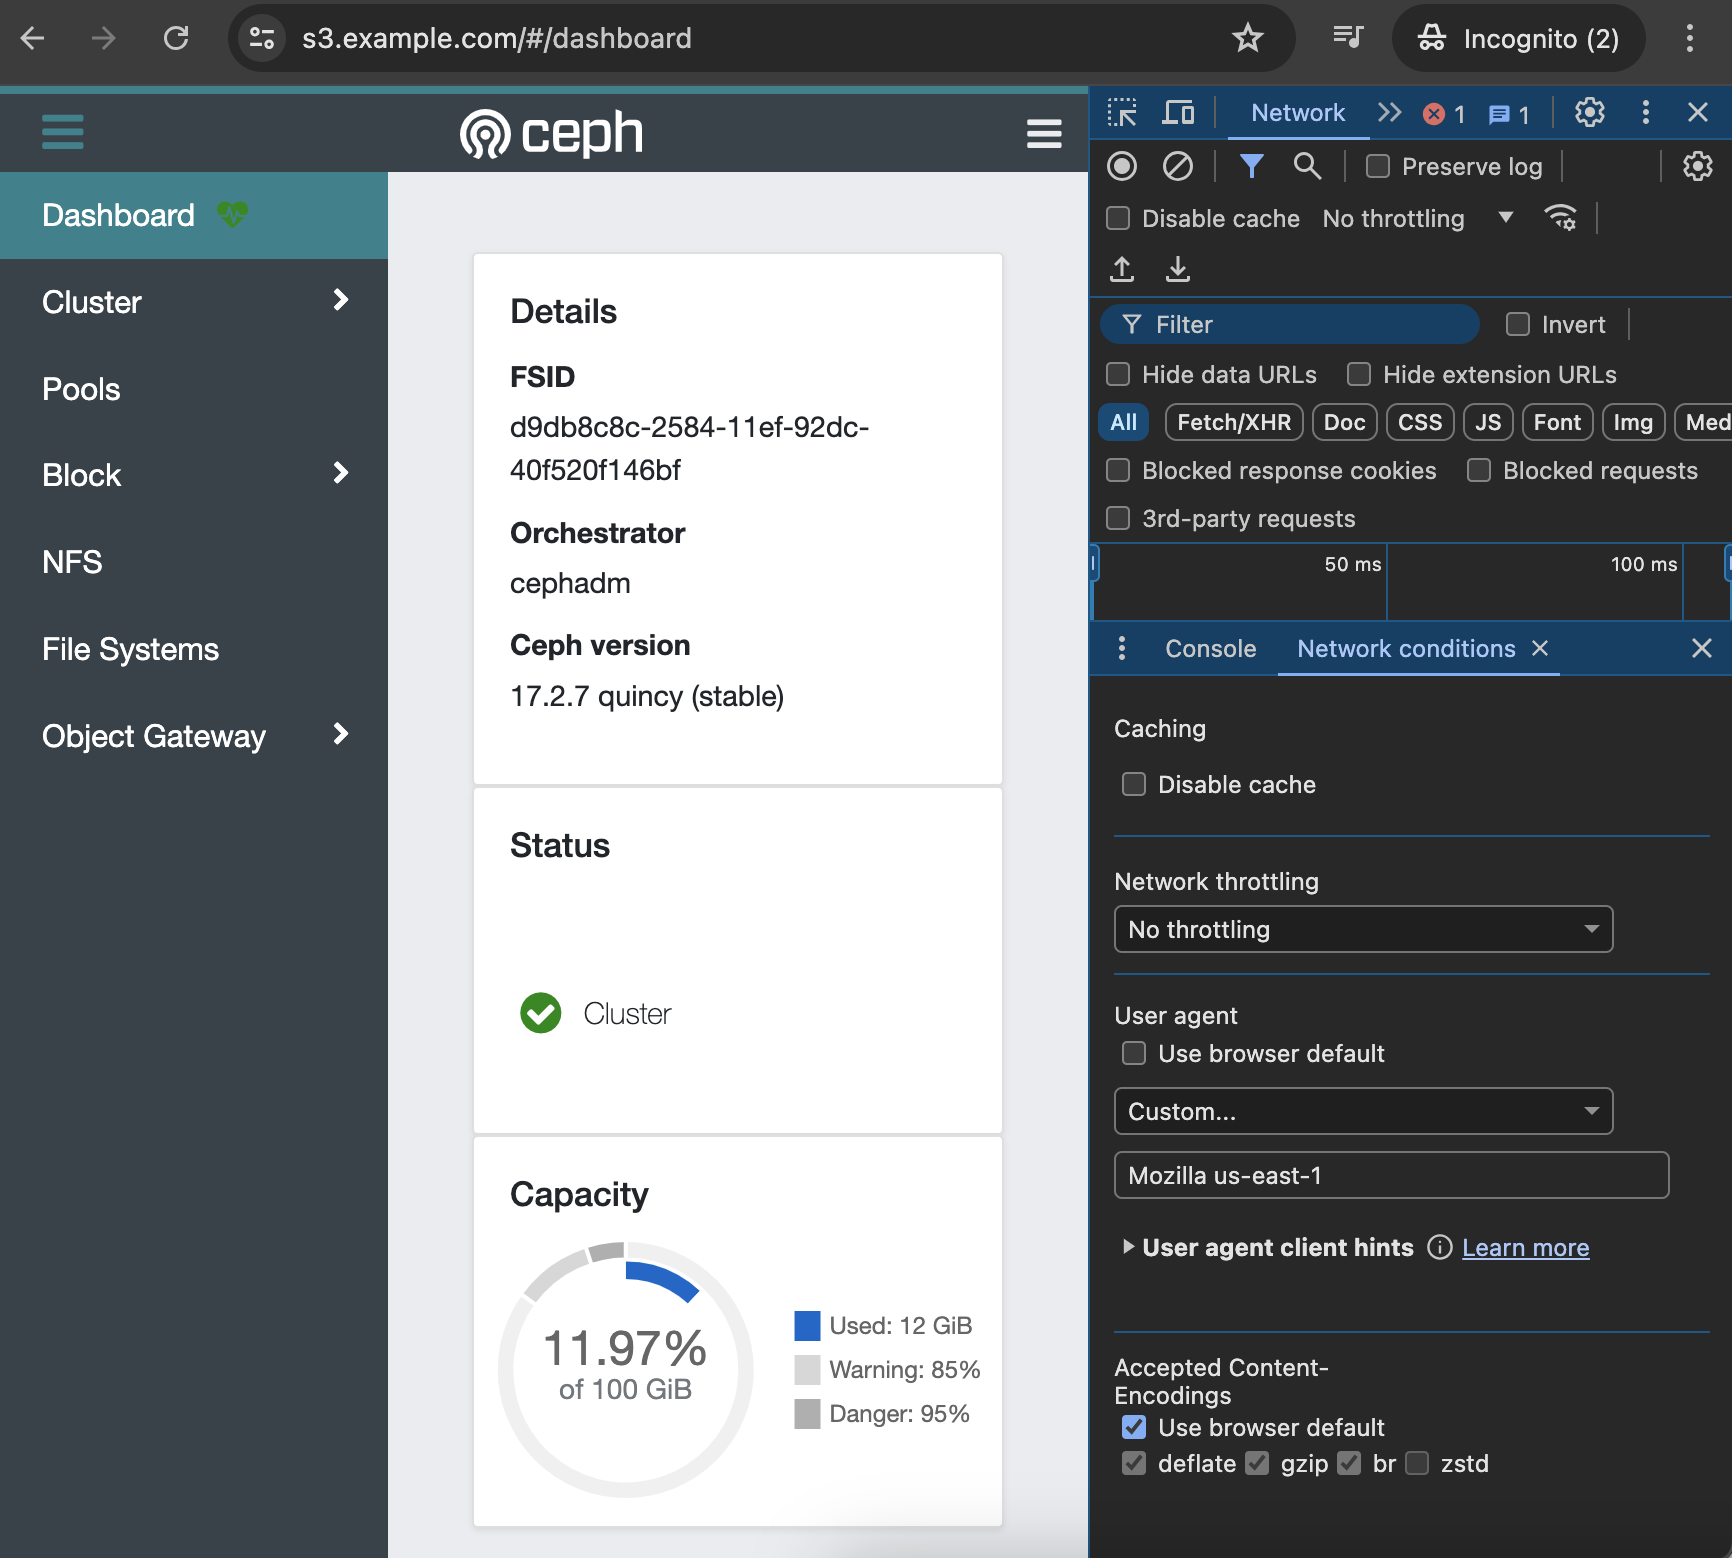 s3.example.com/#/dashboard
Incognito (2)
ceph
Dashboard
Cluster
Pools
Block
NFS
File Systems
Object Gateway
Details
FSID
d9db8c8c-2584-11ef-92dc-
40f520f146bf
Orchestrator
cephadm
Ceph version
17.2.7 quincy (stable)
Status
Cluster
Capacity
11.97%
of 100 GiB
Used: 12 GiB
Warning: 85%
Danger: 95%
Network
1
1
Preserve log
Disable cache
No throttling
Filter
Invert
Hide data URLs
Hide extension URLs
All
Fetch/XHR
Doc
CSS
JS
Font
Img
Med
Blocked response cookies
Blocked requests
3rd-party requests
50 ms
100 ms
Console
Network conditions
Caching
Disable cache
Network throttling
No throttling
User agent
Use browser default
Custom...
Mozilla us-east-1
User agent client hints
Learn more
Accepted Content-
Encodings
Use browser default
deflate
gzip
br
zstd